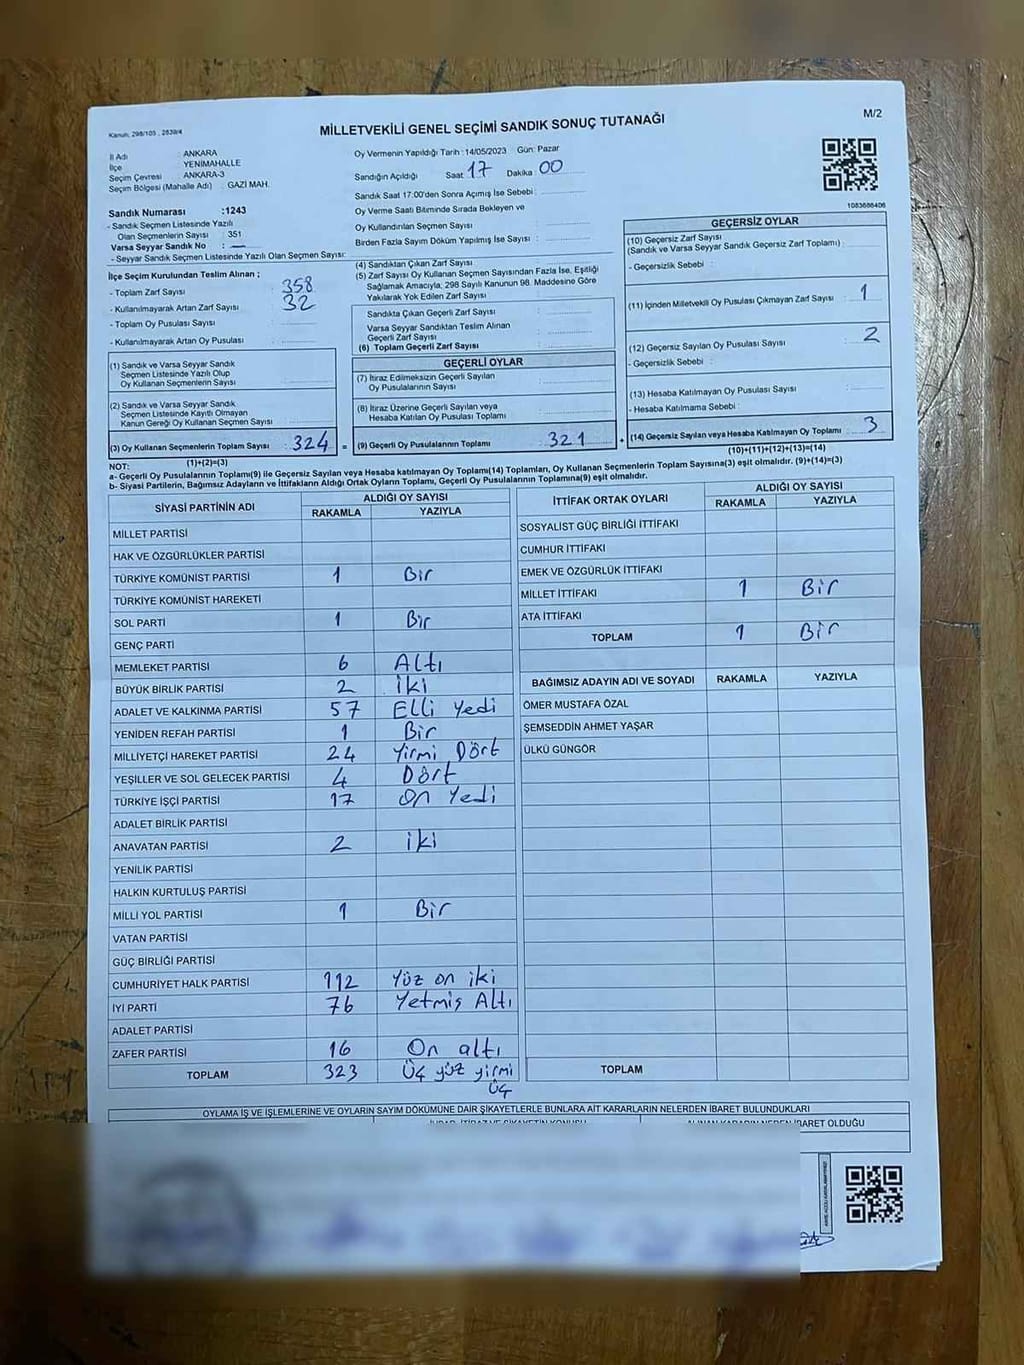 Kanun: 298/105 , 2839/4
MİLLETVEKİLİ GENEL SEÇİMİ SANDIK SONUÇ TUTANAĞI
M/2
İl Adı : ANKARA
İlçe : YENİMAHALLE
Seçim Çevresi : ANKARA-3
Seçim Bölgesi (Mahalle Adı) : GAZİ MAH.
Sandık Numarası :1243
- Sandık Seçmen Listesinde Yazılı
Olan Seçmenlerin Sayısı : 351
Varsa Seyyar Sandık No : —
- Seyyar Sandık Seçmen Listesinde Yazılı Olan Seçmen Sayısı:
İlçe Seçim Kurulundan Teslim Alınan ;
- Toplam Zarf Sayısı : 358
- Kullanılmayarak Artan Zarf Sayısı : 32
- Toplam Oy Pusulası Sayısı :
- Kullanılmayarak Artan Oy Pusulası :
(1) Sandık ve Varsa Seyyar Sandık
Seçmen Listesinde Yazılı Olup
Oy Kullanan Seçmenlerin Sayısı :
(2) Sandık ve Varsa Seyyar Sandık
Seçmen Listesinde Kayıtlı Olmayan
Kanun Gereği Oy Kullanan Seçmen Sayısı :
(3) Oy Kullanan Seçmenlerin Toplam Sayısı : 324 =
(1)+(2)=(3)
Oy Vermenin Yapıldığı Tarih :14/05/2023 Gün: Pazar
Sandığın Açıldığı Saat 17 Dakika 00
Sandık Saat 17.00'den Sonra Açımış İse Sebebi :
Oy Verme Saati Bitiminde Sırada Bekleyen ve
Oy Kullandırılan Seçmen Sayısı :
Birden Fazla Sayım Döküm Yapılmış İse Sayısı :
(4) Sandıktan Çıkan Zarf Sayısı :
(5) Zarf Sayısı Oy Kullanan Seçmen Sayısından Fazla İse, Eşitliği
Sağlamak Amacıyla; 298 Sayılı Kanunun 98. Maddesine Göre
Yakılarak Yok Edilen Zarf Sayısı :
Sandıkta Çıkan Geçerli Zarf Sayısı :
Varsa Seyyar Sandıktan Teslim Alınan
Geçerli Zarf Sayısı :
(6) Toplam Geçerli Zarf Sayısı :
GEÇERLİ OYLAR
(7) İtiraz Edilmeksizin Geçerli Sayılan
Oy Pusulalarının Sayısı :
(8) İtiraz Üzerine Geçerli Sayılan veya
Hesaba Katılan Oy Pusulası Toplamı :
(9) Geçerli Oy Pusulalarının Toplamı : 321 +
1083686406
GEÇERSİZ OYLAR
(10) Geçersiz Zarf Sayısı
(Sandık ve Varsa Seyyar Sandık Geçersiz Zarf Toplamı) :
- Geçersizlik Sebebi :
(11) İçinden Milletvekili Oy Pusulası Çıkmayan Zarf Sayısı : 1
(12) Geçersiz Sayılan Oy Pusulası Sayısı : 2
- Geçersizlik Sebebi :
(13) Hesaba Katılmayan Oy Pusulası Sayısı :
- Hesaba Katılmama Sebebi :
(14) Geçersiz Sayılan veya Hesaba Katılmayan Oy Toplamı : 3
(10)+(11)+(12)+(13)=(14)
NOT:
a- Geçerli Oy Pusulalarının Toplamı(9) ile Geçersiz Sayılan veya Hesaba katılmayan Oy Toplamı(14) Toplamları, Oy Kullanan Seçmenlerin Toplam Sayısına(3) eşit olmalıdır. (9)+(14)=(3)
b- Siyasi Partilerin, Bağımsız Adayların ve İttifakların Aldığı Ortak Oyların Toplamı, Geçerli Oy Pusulalarının Toplamına(9) eşit olmalıdır.
SİYASİ PARTİNİN ADI ALDIĞI OY SAYISI
RAKAMLA YAZIYLA
MİLLET PARTİSİ
HAK VE ÖZGÜRLÜKLER PARTİSİ
TÜRKİYE KOMÜNİST PARTİSİ 1 Bir
TÜRKİYE KOMÜNİST HAREKETİ
SOL PARTİ 1 Bir
GENÇ PARTİ
MEMLEKET PARTİSİ 6 Altı
BÜYÜK BİRLİK PARTİSİ 2 iki
ADALET VE KALKINMA PARTİSİ 57 Elli Yedi
YENİDEN REFAH PARTİSİ 1 Bir
MİLLİYETÇİ HAREKET PARTİSİ 24 Yirmi Dört
YEŞİLLER VE SOL GELECEK PARTİSİ 4 Dört
TÜRKİYE İŞÇİ PARTİSİ 17 On Yedi
ADALET BİRLİK PARTİSİ
ANAVATAN PARTİSİ 2 iki
YENİLİK PARTİSİ
HALKIN KURTULUŞ PARTİSİ
MİLLİ YOL PARTİSİ 1 Bir
VATAN PARTİSİ
GÜÇ BİRLİĞİ PARTİSİ
CUMHURİYET HALK PARTİSİ 112 Yüz on iki
İYİ PARTİ 76 Yetmiş Altı
ADALET PARTİSİ
ZAFER PARTİSİ 16 On altı
TOPLAM 323 Üç yüz yirmi
üç
İTTİFAK ORTAK OYLARI ALDIĞI OY SAYISI
RAKAMLA YAZIYLA
SOSYALİST GÜÇ BİRLİĞİ İTTİFAKI
CUMHUR İTTİFAKI
EMEK VE ÖZGÜRLÜK İTTİFAKI
MİLLET İTTİFAKI 1 Bir
ATA İTTİFAKI
TOPLAM 1 Bir
BAĞIMSIZ ADAYIN ADI VE SOYADI RAKAMLA YAZIYLA
ÖMER MUSTAFA ÖZAL
ŞEMSEDDİN AHMET YAŞAR
ÜLKÜ GÜNGÖR
TOPLAM
OYLAMA İŞ VE İŞLEMLERİNE VE OYLARIN SAYIM DÖKÜMÜNE DAİR ŞİKAYETLERLE BUNLARA AİT KARARLARIN NELERDEN İBARET BULUNDUKLARI
İBARET OLDUĞU